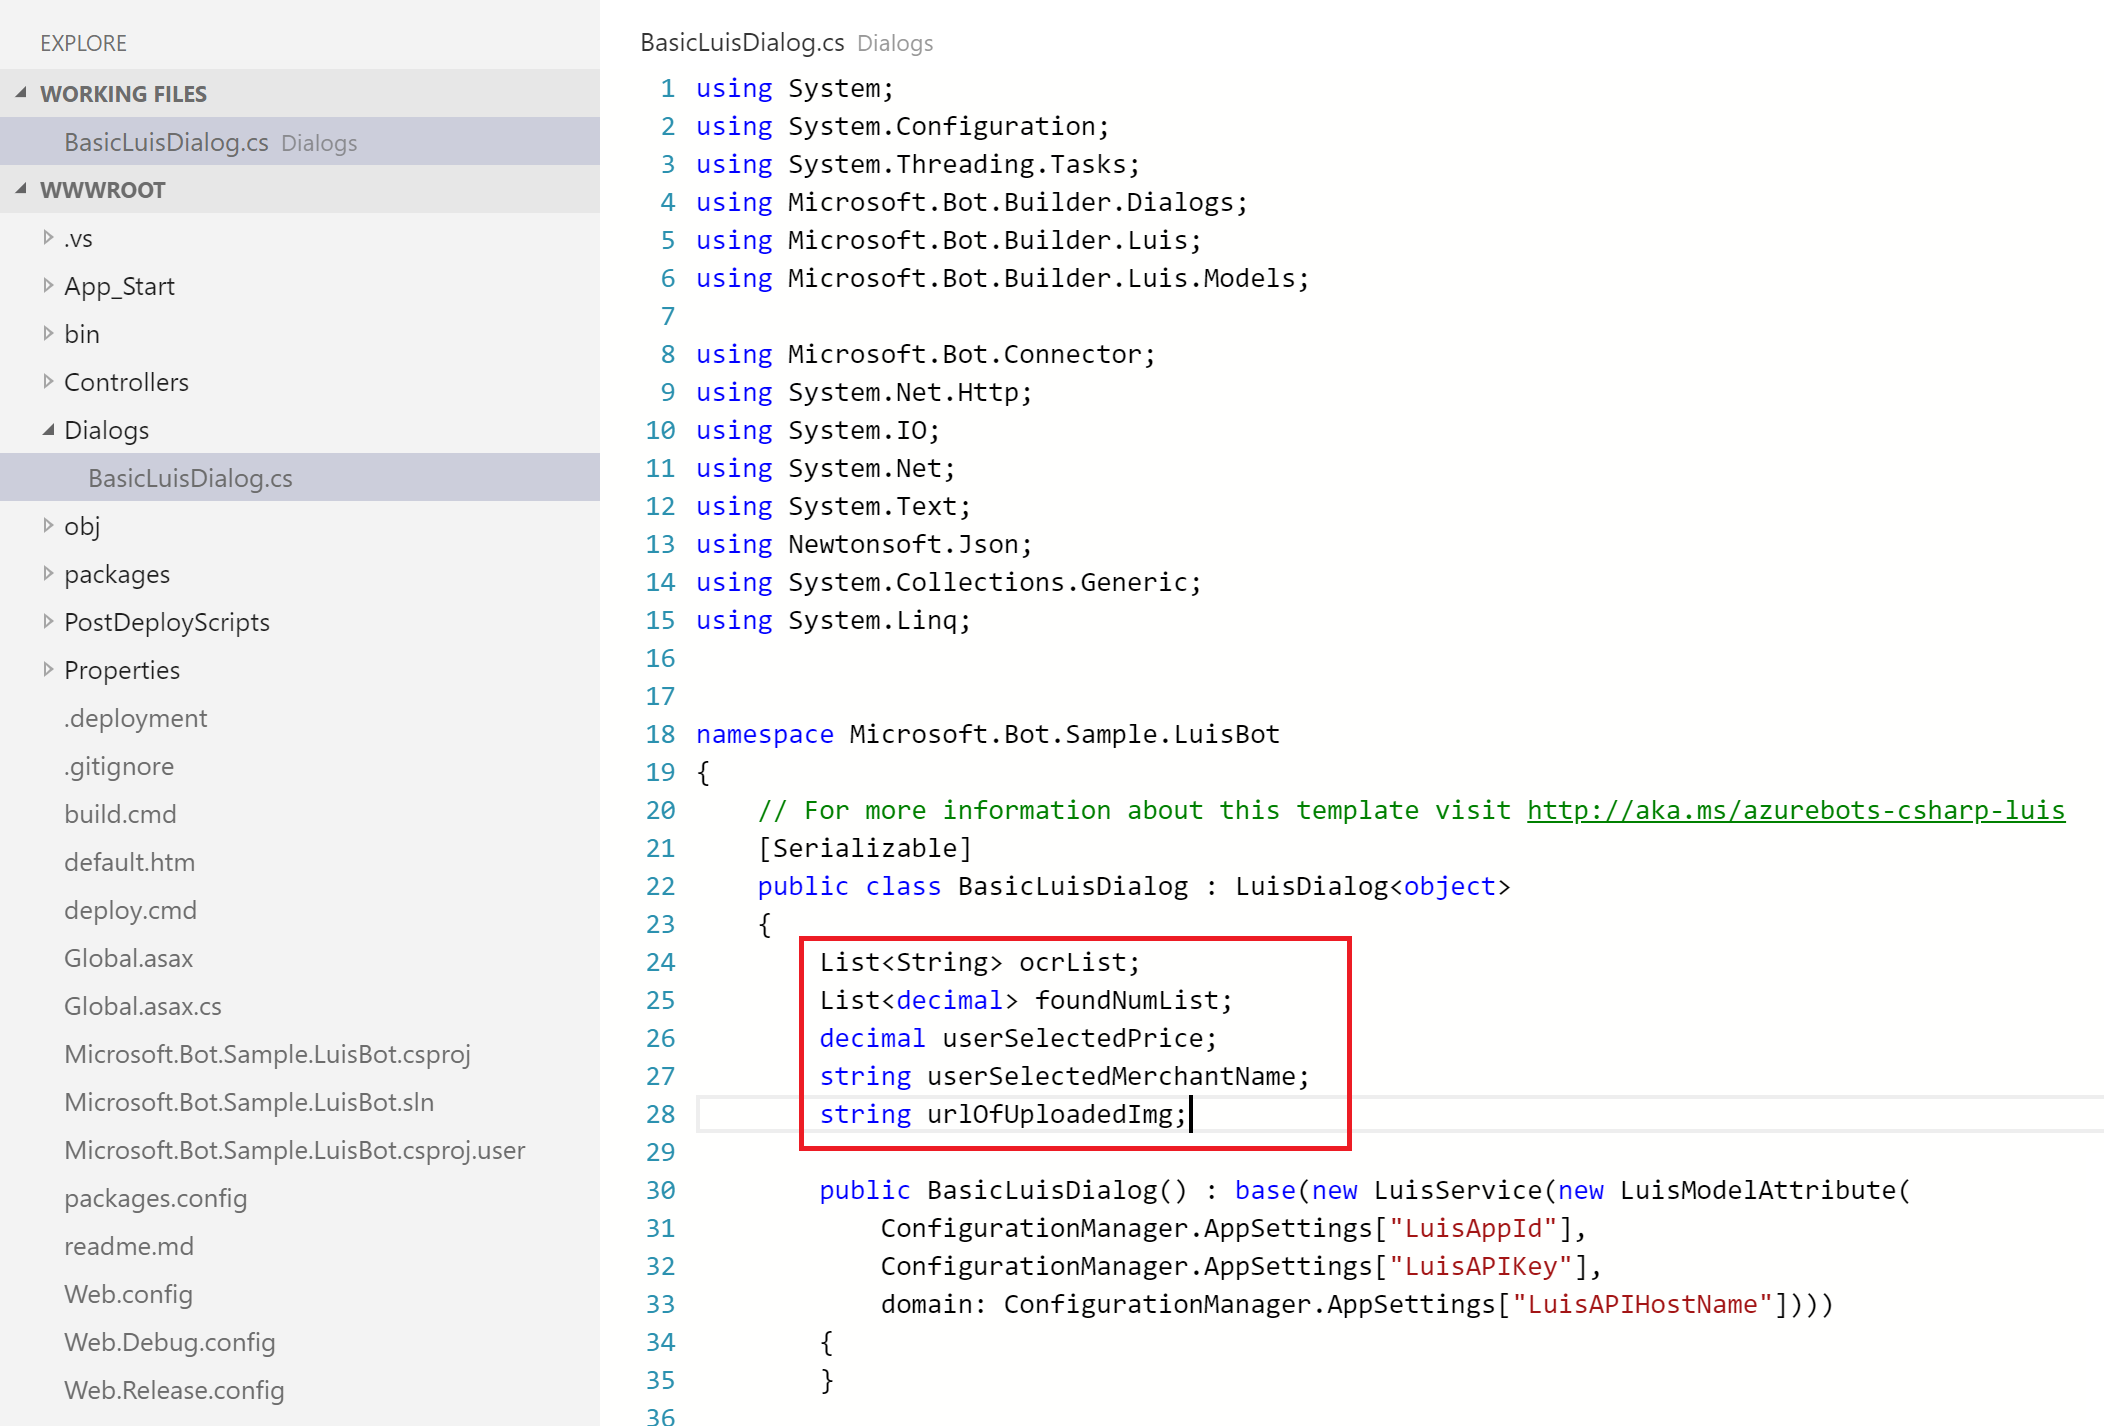 EXPLORE
WORKING FILES
BasicLuisDialog.cs Dialogs
WWWROOT
.vs
App_Start
bin
Controllers
Dialogs
BasicLuisDialog.cs
obj
packages
PostDeployScripts
Properties
.deployment
.gitignore
build.cmd
default.htm
deploy.cmd
Global.asax
Global.asax.cs
Microsoft.Bot.Sample.LuisBot.csproj
Microsoft.Bot.Sample.LuisBot.sln
Microsoft.Bot.Sample.LuisBot.csproj.user
packages.config
readme.md
Web.config
Web.Debug.config
Web.Release.config
BasicLuisDialog.cs Dialogs
1 using System;
2 using System.Configuration;
3 using System.Threading.Tasks;
4 using Microsoft.Bot.Builder.Dialogs;
5 using Microsoft.Bot.Builder.Luis;
6 using Microsoft.Bot.Builder.Luis.Models;
7
8 using Microsoft.Bot.Connector;
9 using System.Net.Http;
10 using System.IO;
11 using System.Net;
12 using System.Text;
13 using Newtonsoft.Json;
14 using System.Collections.Generic;
15 using System.Linq;
16
17
18 namespace Microsoft.Bot.Sample.LuisBot
19 {
20 // For more information about this template visit http://aka.ms/azurebots-csharp-luis
21 [Serializable]
22 public class BasicLuisDialog : LuisDialog<object>
23 {
24 List<String> ocrList;
25 List<decimal> foundNumList;
26 decimal userSelectedPrice;
27 string userSelectedMerchantName;
28 string urlOfUploadedImg;
29
30 public BasicLuisDialog() : base(new LuisService(new LuisModelAttribute(
31 ConfigurationManager.AppSettings["LuisAppId"],
32 ConfigurationManager.AppSettings["LuisAPIKey"],
33 domain: ConfigurationManager.AppSettings["LuisAPIHostName"])))
34 {
35 }
36